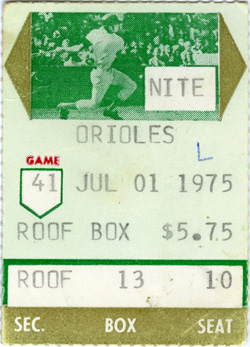 NITE
ORIOLES
L
GAME
41 JUL 01 1975
ROOF BOX $5.75
ROOF 13 10
SEC. BOX SEAT